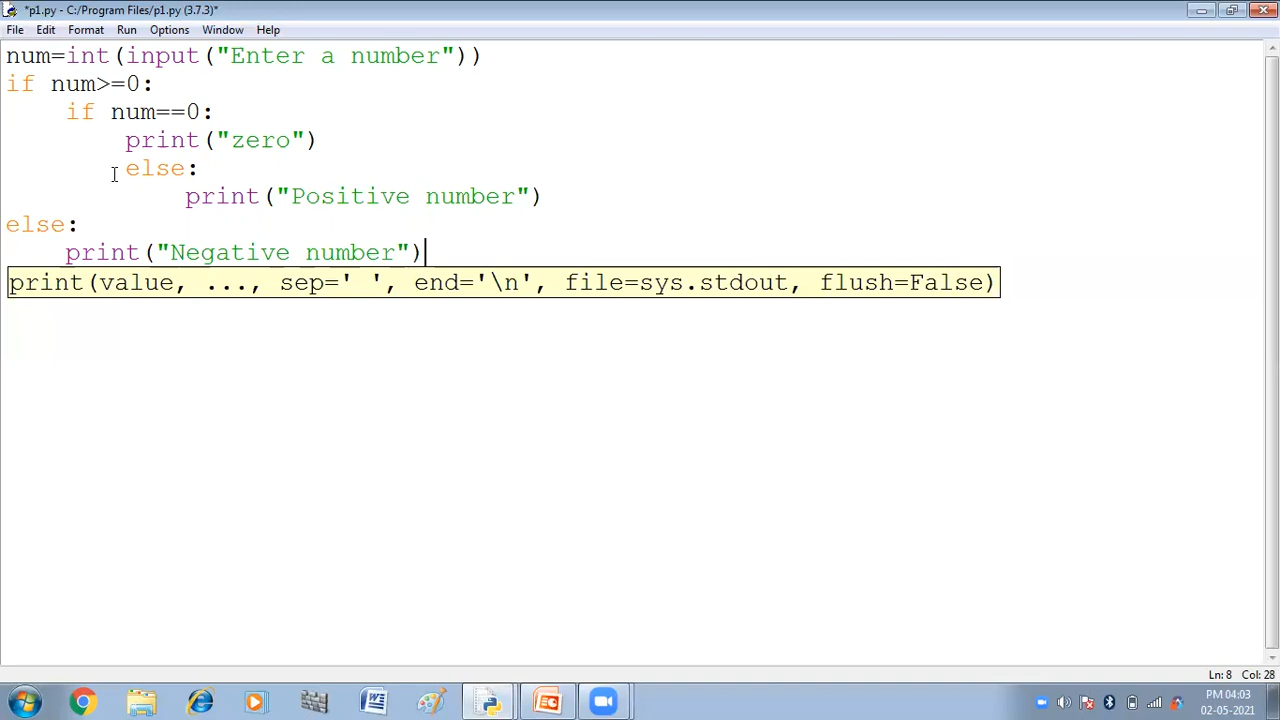 *p1.py - C:/Program Files/p1.py (3.7.3)*
File Edit Format Run Options Window Help
num=int(input("Enter a number"))
if num>=0:
    if num==0:
        print("zero")
        else:
            print("Positive number")
else:
    print("Negative number")
print(value, ..., sep=' ', end='\n', file=sys.stdout, flush=False)
Ln: 8 Col: 28
PM 04:03
02-05-2021